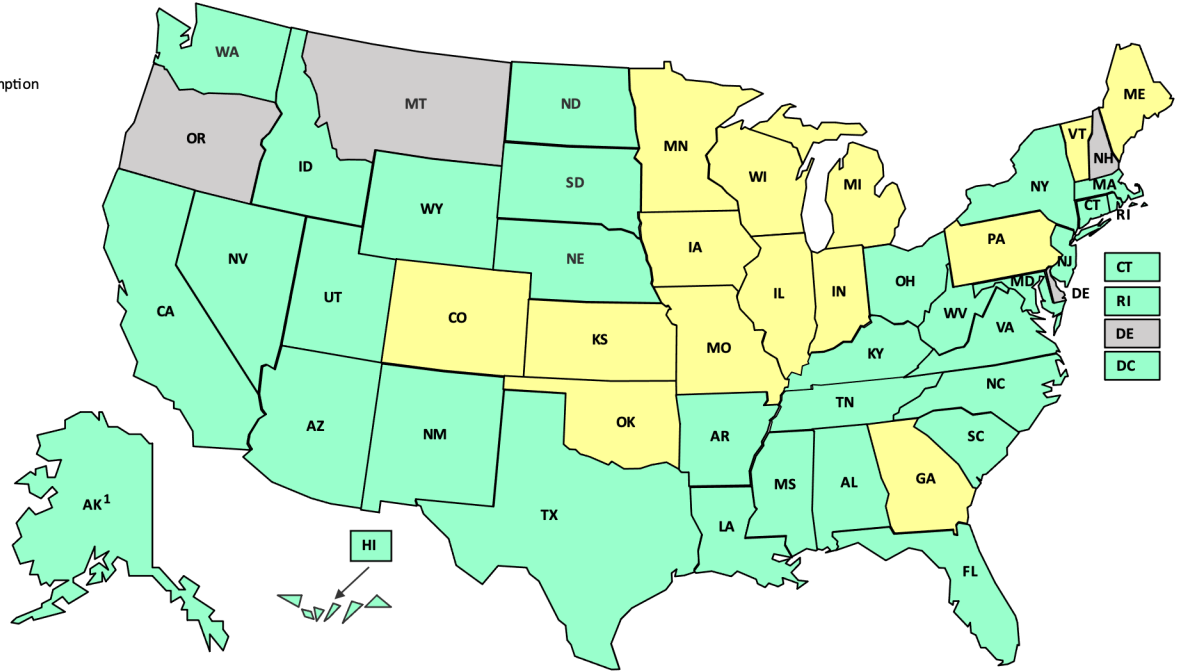 WA
ME
nption
MT
ND
VT
OR
MN
NH
ID
SD
WI
MI
NY
MA
WY
CT
RI
NE
IA
PA
NV
UT
NJ
CT
OH
MD
IL
IN
DE
RI
CA
CO
KS
WV
VA
DE
MO
KY
DC
NC
TN
AZ
NM
OK
AR
SC
GA
MS
AL
AK¹
TX
LA
HI
FL